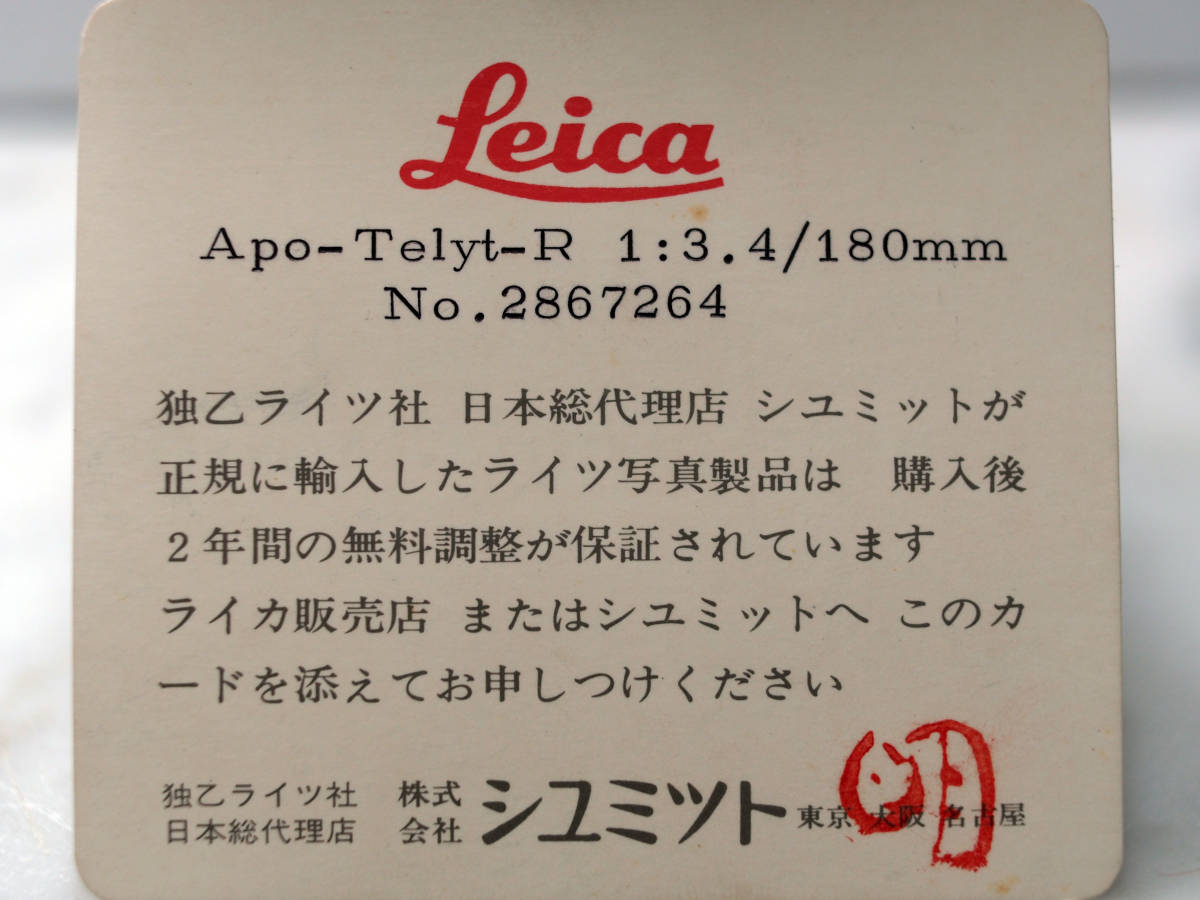 Leica
Apo-Telyt-R 1:3.4/180mm
No.2867264
独乙ライツ社 日本総代理店 シユミットが
正規に輸入したライツ写真製品は 購入後
2年間の無料調整が保証されています
ライカ販売店 またはシユミットへ このカ
ードを添えてお申しつけください
独乙ライツ社
日本総代理店
株式
会社
シユミツト
東京 大阪 名古屋
明